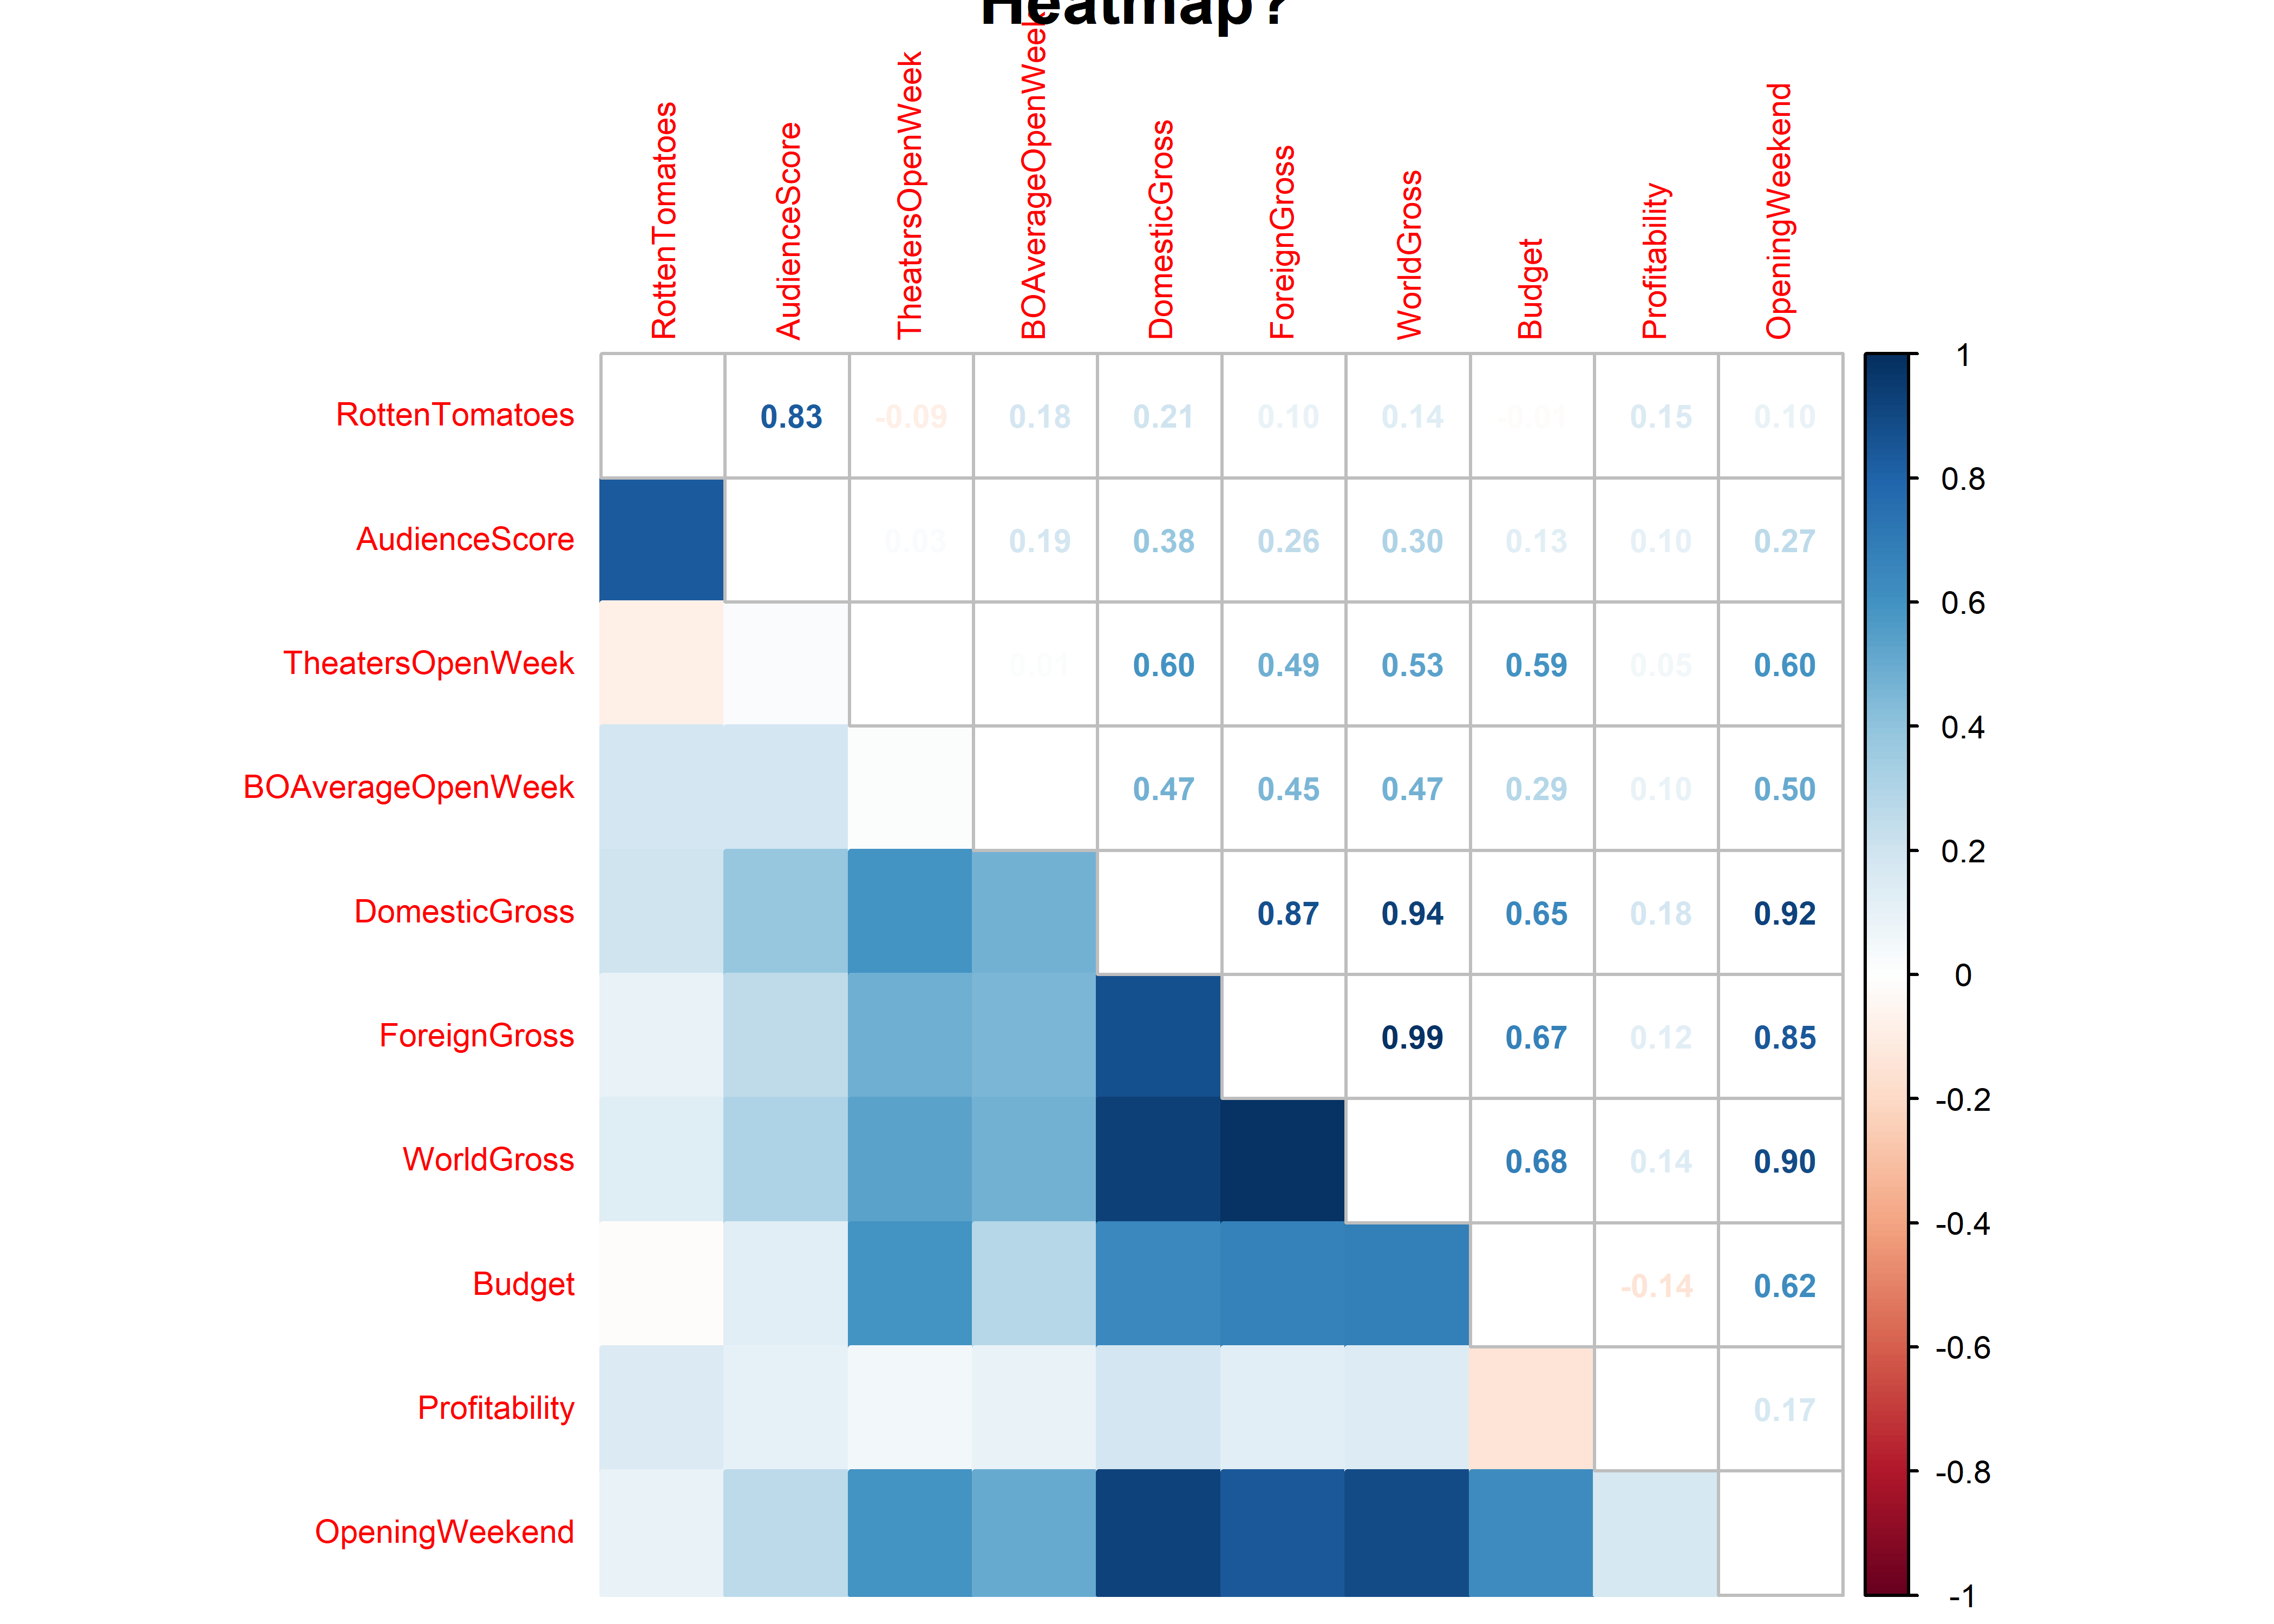 Heatmap?
RottenTomatoes
AudienceScore
TheatersOpenWeek
BOAverageOpenWeek
DomesticGross
ForeignGross
WorldGross
Budget
Profitability
OpeningWeekend
RottenTomatoes 0.83 -0.09 0.18 0.21 0.10 0.14 -0.01 0.15 0.10
AudienceScore 0.03 0.19 0.38 0.26 0.30 0.13 0.10 0.27
TheatersOpenWeek 0.01 0.60 0.49 0.53 0.59 0.05 0.60
BOAverageOpenWeek 0.47 0.45 0.47 0.29 0.10 0.50
DomesticGross 0.87 0.94 0.65 0.18 0.92
ForeignGross 0.99 0.67 0.12 0.85
WorldGross 0.68 0.14 0.90
Budget -0.14 0.62
Profitability 0.17
OpeningWeekend
1
0.8
0.6
0.4
0.2
0
-0.2
-0.4
-0.6
-0.8
-1